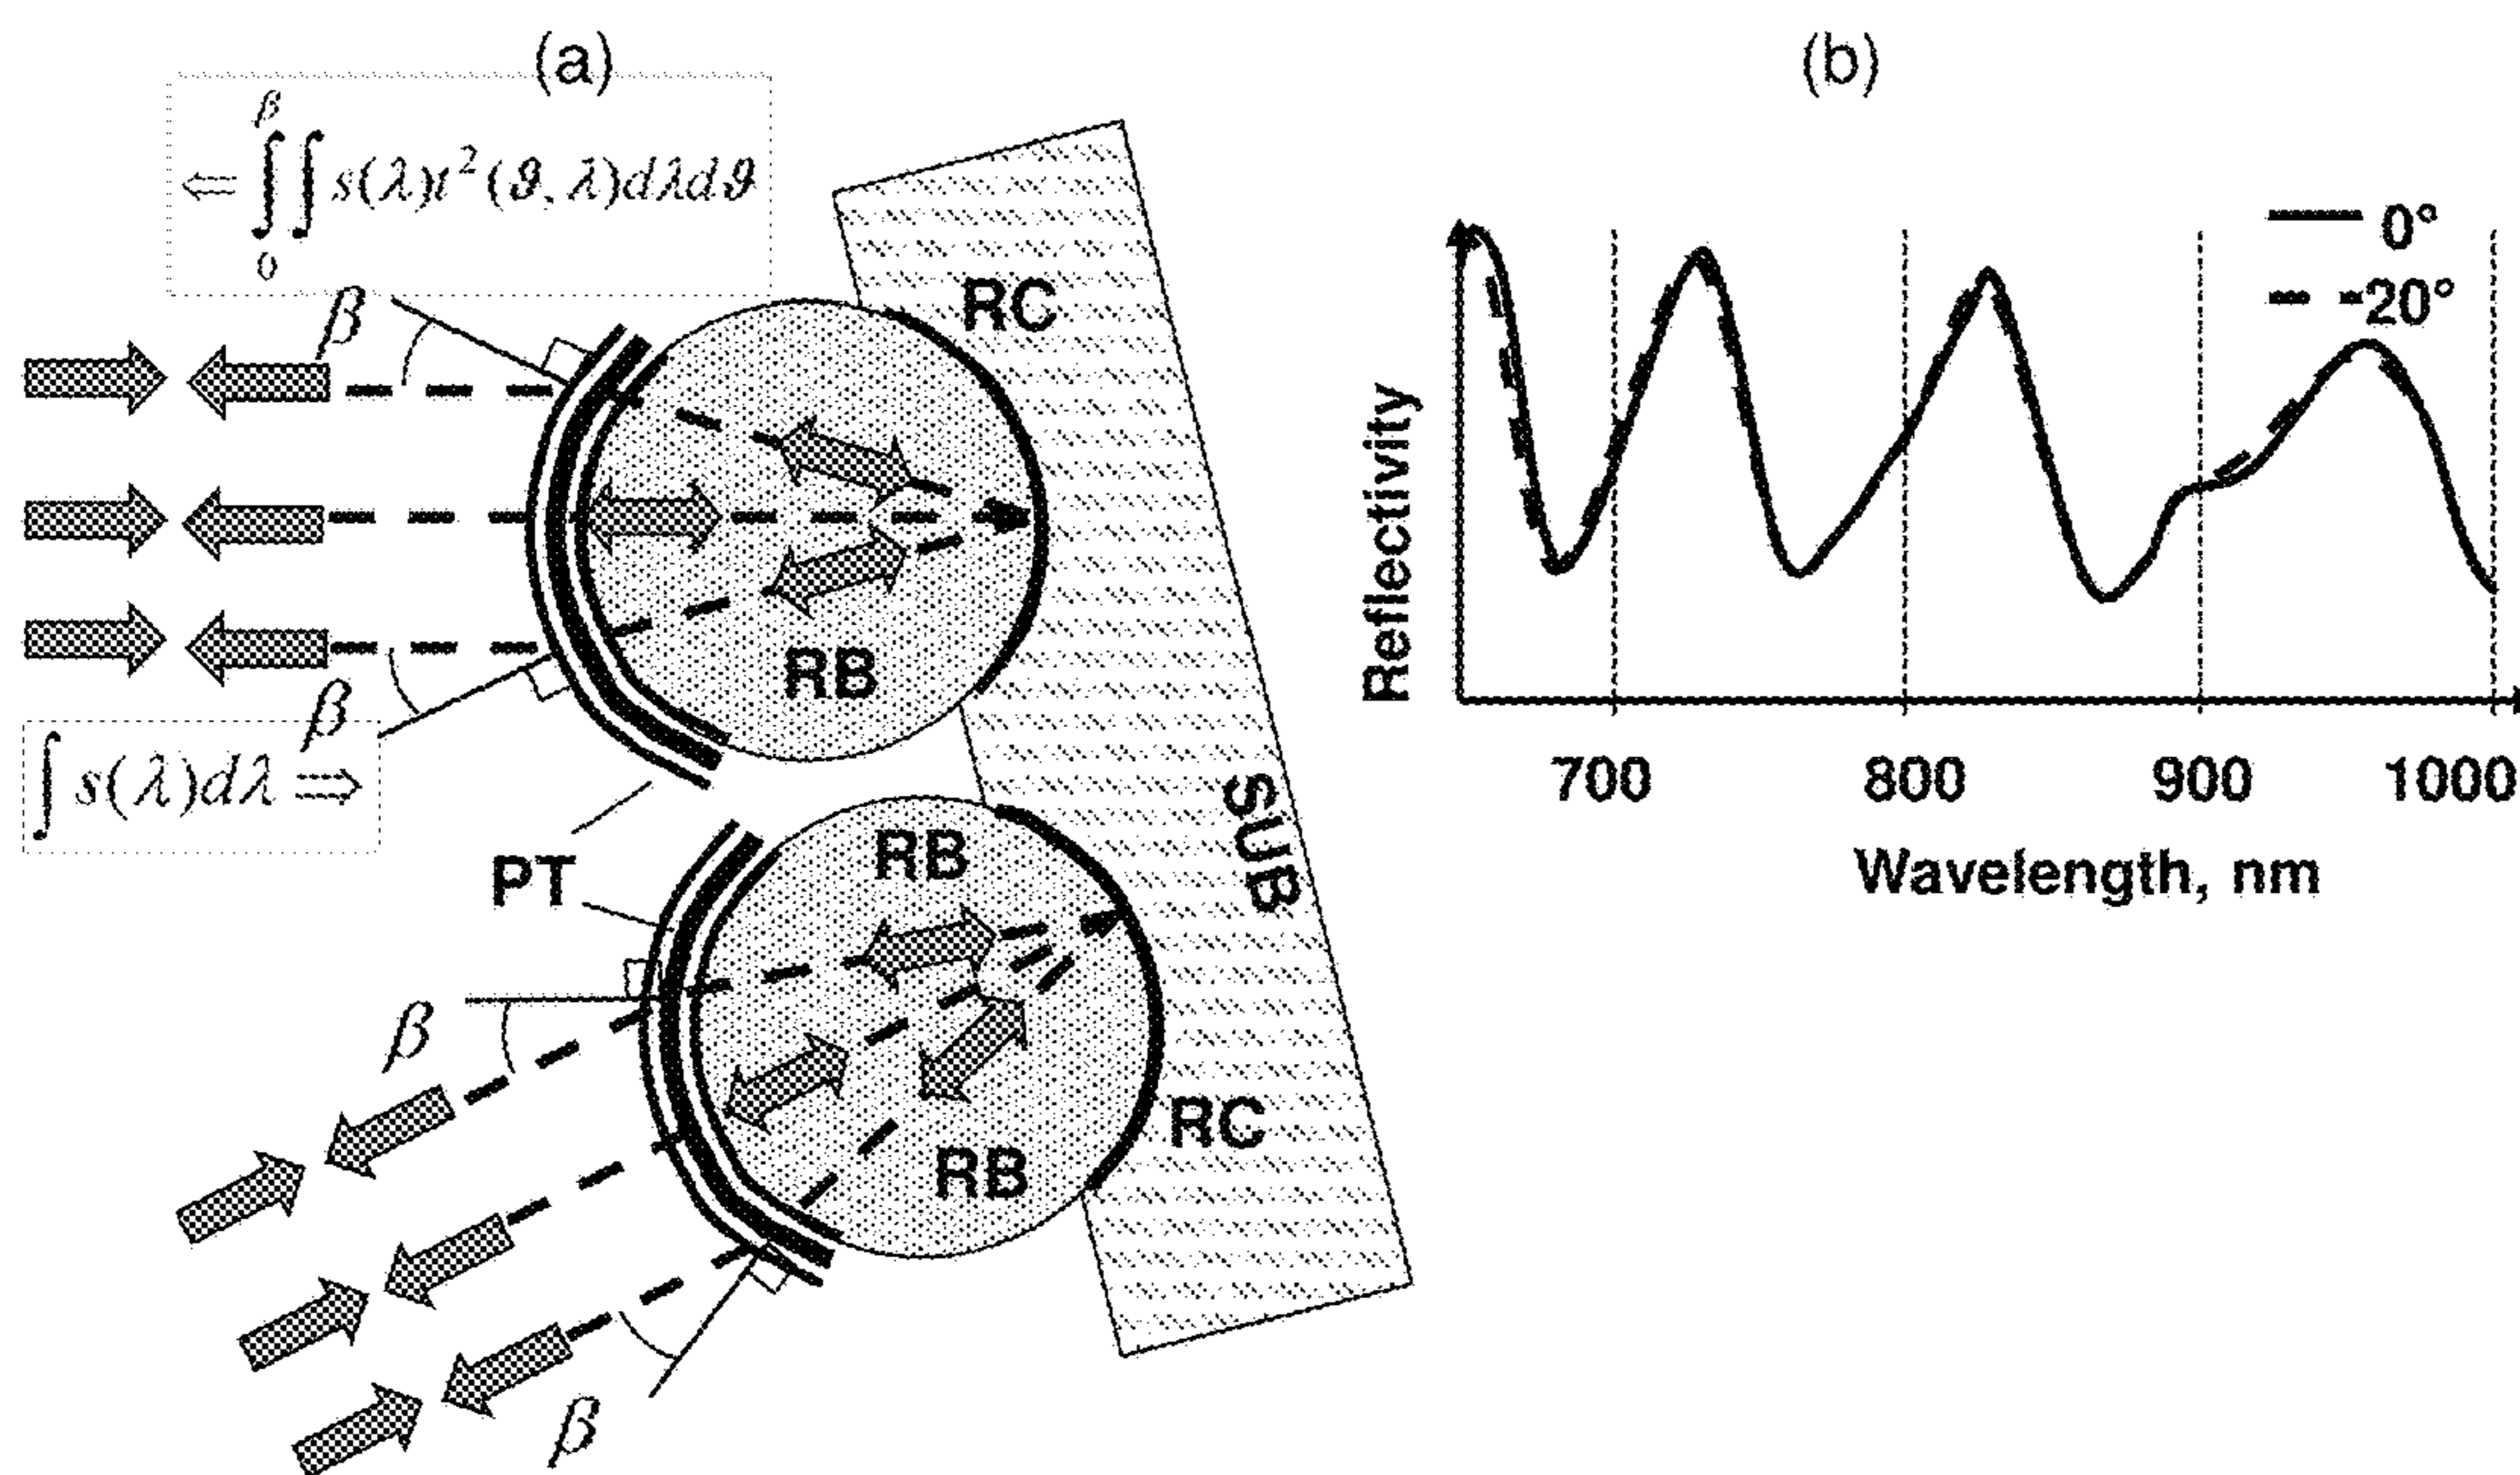 (a)
⇐ ∫₀^β ∫ s(λ)t²(ϑ, λ)dλdϑ
β
RC
RB
β
∫ s(λ)dλ ⇒
SUB
PT
RB
β
RC
RB
β
(b)
0°
20°
Reflectivity
700 800 900 1000
Wavelength, nm